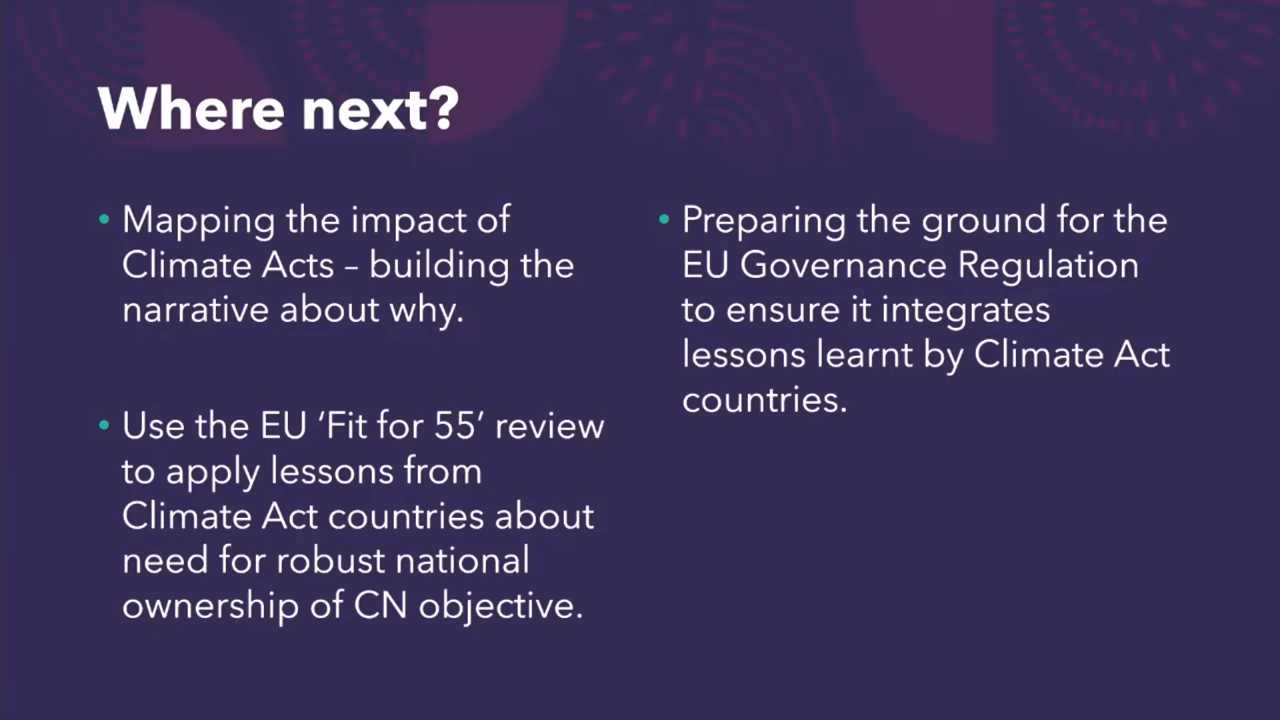 Where next?
• Mapping the impact of
Climate Acts – building the
narrative about why.
• Use the EU ‘Fit for 55’ review
to apply lessons from
Climate Act countries about
need for robust national
ownership of CN objective.
• Preparing the ground for the
EU Governance Regulation
to ensure it integrates
lessons learnt by Climate Act
countries.